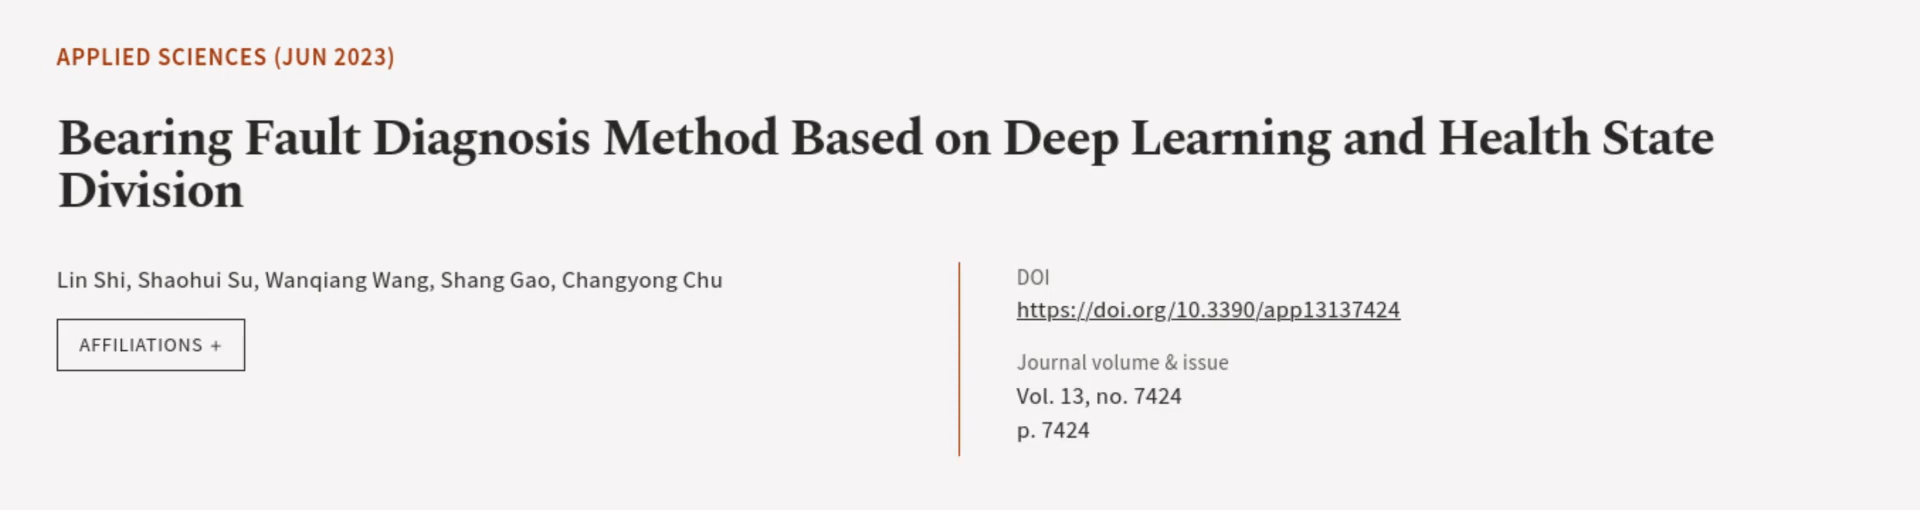 APPLIED SCIENCES (JUN 2023)
Bearing Fault Diagnosis Method Based on Deep Learning and Health State
Division
Lin Shi, Shaohui Su, Wanqiang Wang, Shang Gao, Changyong Chu
AFFILIATIONS +
DOI
https://doi.org/10.3390/app13137424
Journal volume & issue
Vol. 13, no. 7424
p. 7424